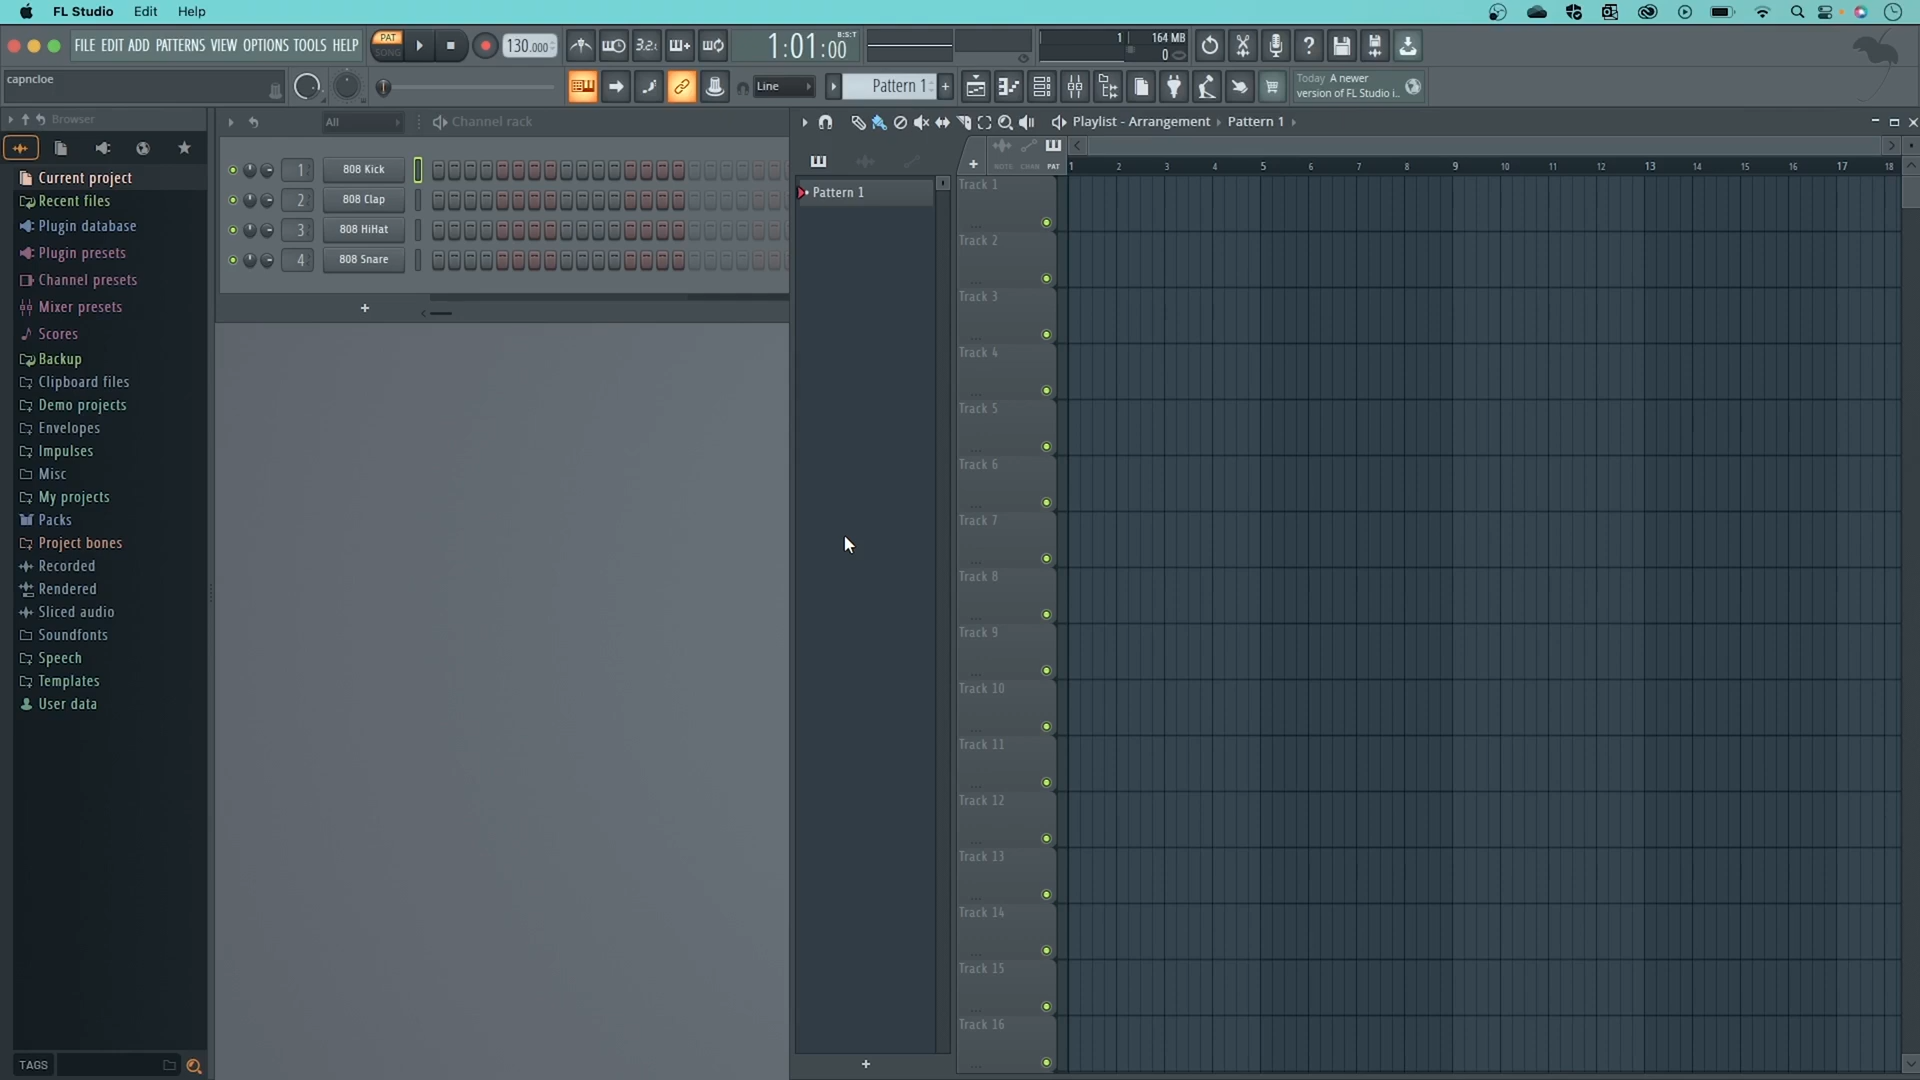 FL Studio Edit Help
FILE EDIT ADD PATTERNS VIEW OPTIONS TOOLS HELP
PAT
SONG
130.000
3.2.
1:01:00
B:S:T
1
164 MB
0
capncloe
Line
Pattern 1
+
Today A newer
version of FL Studio i..
Browser
All
Channel rack
Playlist - Arrangement › Pattern 1 ›
NOTE CHAN PAT
1 2 3 4 5 6 7 8 9 10 11 12 13 14 15 16 17 18
Current project
Recent files
Plugin database
Plugin presets
Channel presets
Mixer presets
Scores
Backup
Clipboard files
Demo projects
Envelopes
Impulses
Misc
My projects
Packs
Project bones
Recorded
Rendered
Sliced audio
Soundfonts
Speech
Templates
User data
TAGS
1 808 Kick
2 808 Clap
3 808 HiHat
4 808 Snare
+
Pattern 1
+
Track 1
Track 2
Track 3
Track 4
Track 5
Track 6
Track 7
Track 8
Track 9
Track 10
Track 11
Track 12
Track 13
Track 14
Track 15
Track 16